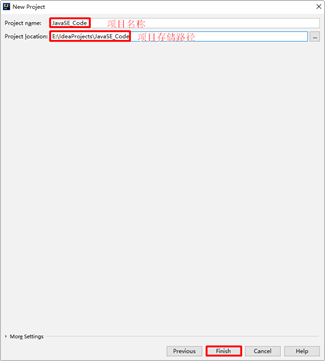 New Project
Project name: JavaSE_Code 项目名称
Project location: E:\IdeaProjects\JavaSE_Code 项目存储路径 ...
More Settings
Previous Finish Cancel Help